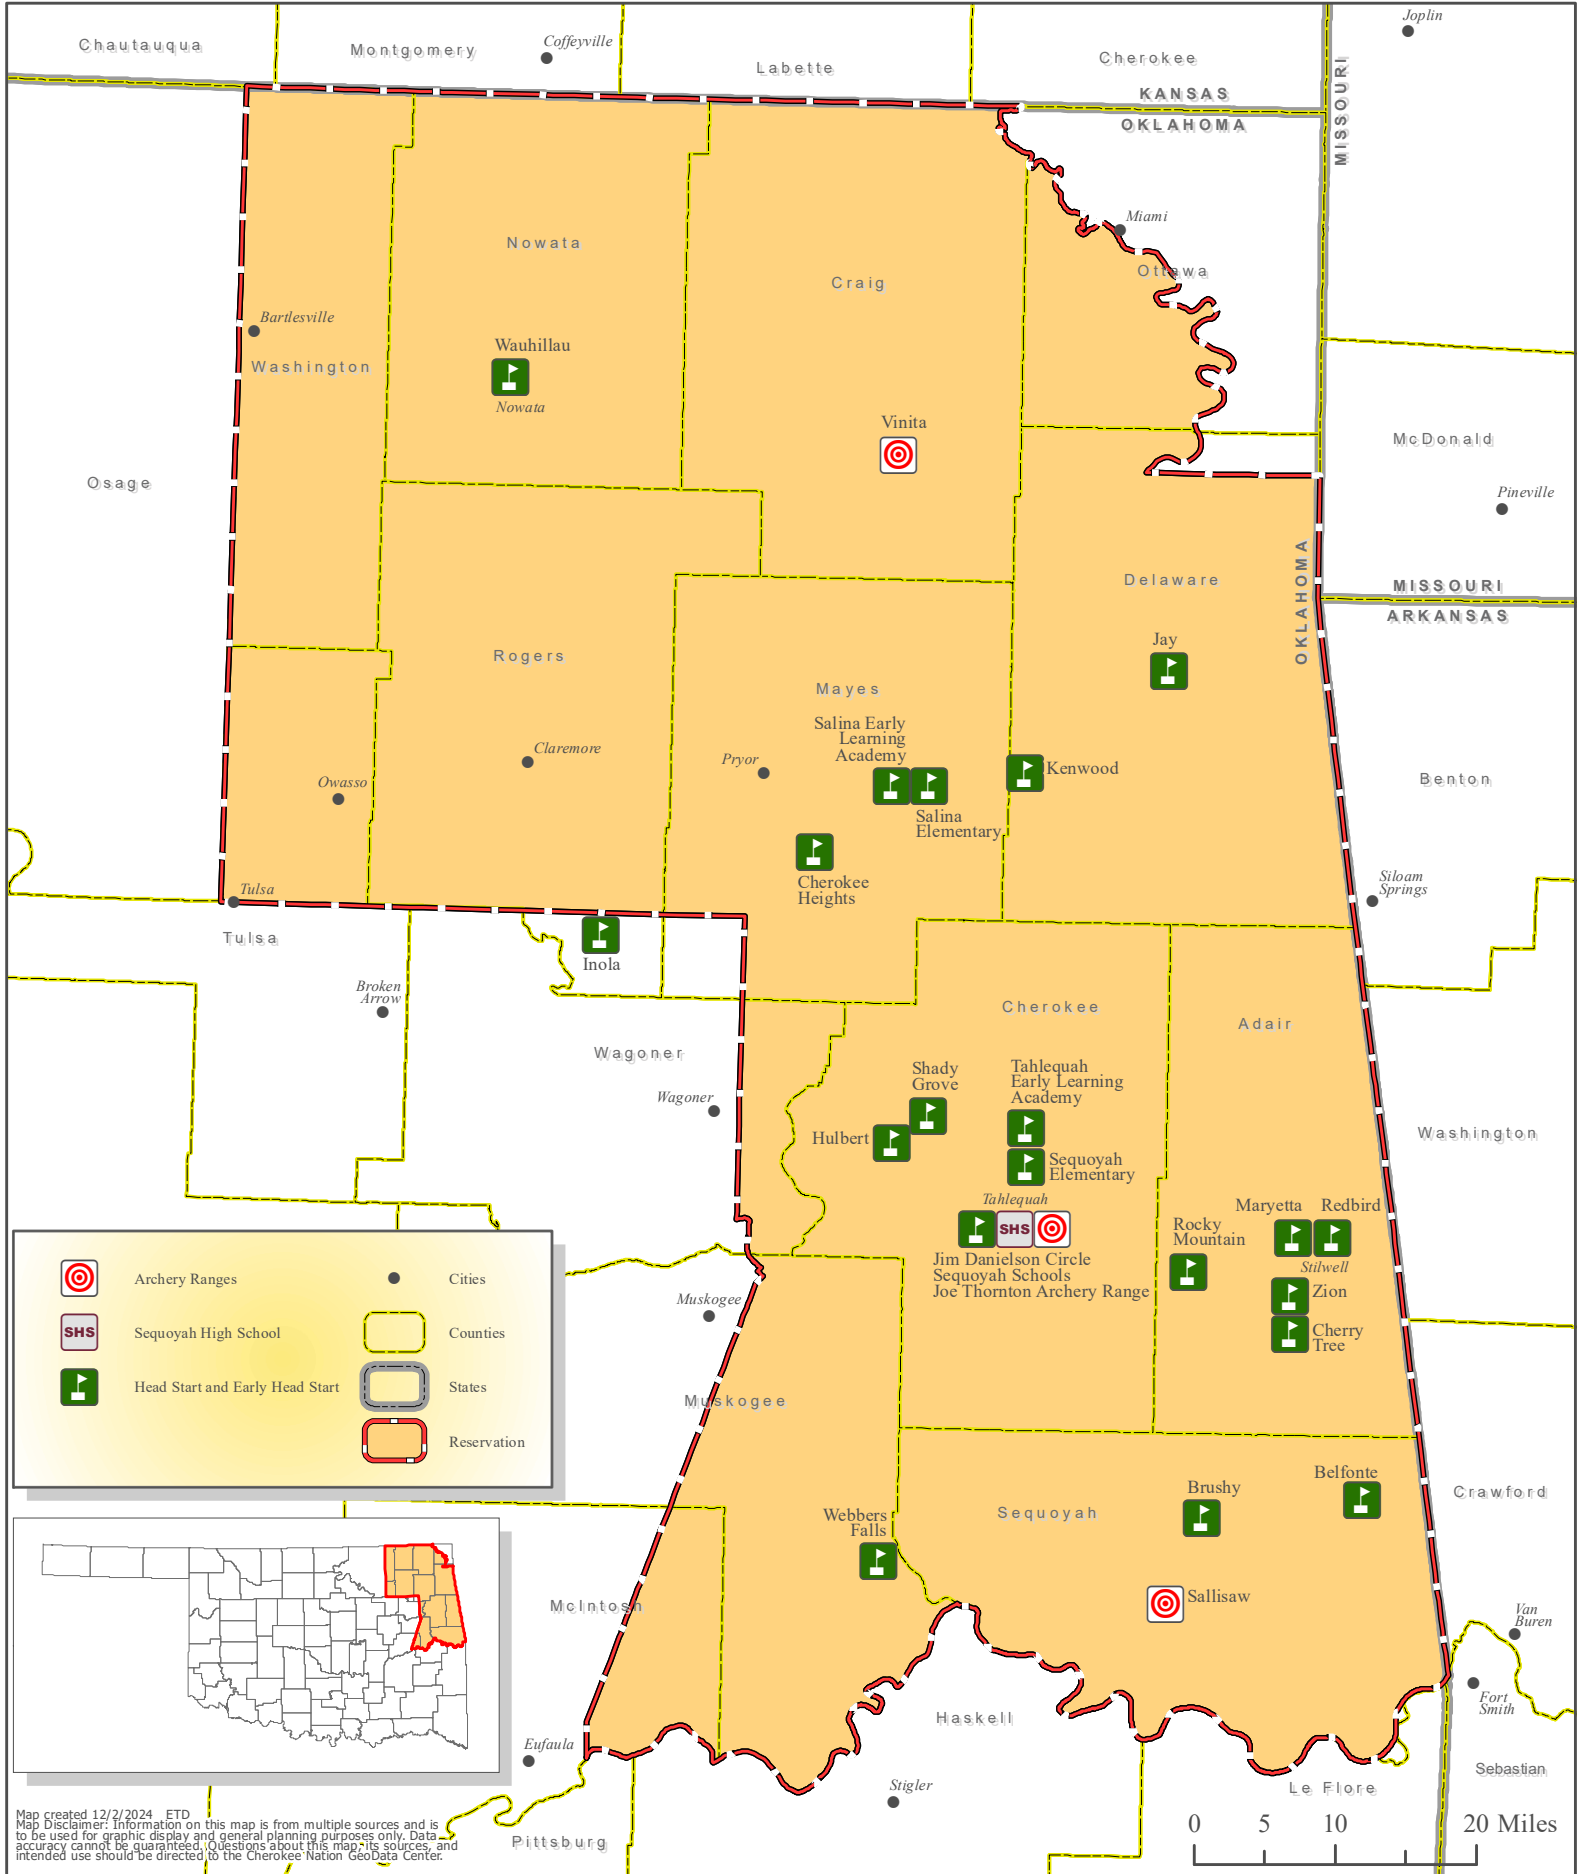 Chautauqua
Montgomery
Coffeyville
Labette
Cherokee
Joplin
KANSAS
OKLAHOMA
MISSOURI
Miami
Ottawa
Nowata
Craig
Bartlesville
Washington
Wauhillau
Nowata
Vinita
McDonald
Osage
Pineville
Delaware
OKLAHOMA
MISSOURI
ARKANSAS
Jay
Rogers
Mayes
Salina Early
Learning
Academy
Claremore
Pryor
Kenwood
Owasso
Salina
Elementary
Benton
Cherokee
Heights
Siloam
Springs
Tulsa
Tulsa
Inola
Broken
Arrow
Cherokee
Adair
Wagoner
Wagoner
Shady
Grove
Tahlequah
Early Learning
Academy
Hulbert
Sequoyah
Elementary
Washington
Tahlequah
SHS
Jim Danielson Circle
Sequoyah Schools
Joe Thornton Archery Range
Rocky
Mountain
Maryetta
Redbird
Stilwell
Zion
Cherry
Tree
Archery Ranges
SHS
Sequoyah High School
Head Start and Early Head Start
Cities
Counties
States
Reservation
Muskogee
Muskogee
Webbers
Falls
Sequoyah
Brushy
Belfonte
Crawford
Sallisaw
McIntosh
Van
Buren
Haskell
Fort
Smith
Eufaula
Stigler
Le Flore
Sebastian
Pittsburg
0 5 10 20 Miles
Map created 12/2/2024 ETD
Map Disclaimer: Information on this map is from multiple sources and is
to be used for graphic display and general planning purposes only. Data
accuracy cannot be guaranteed. Questions about this map, its sources, and
intended use should be directed to the Cherokee Nation GeoData Center.